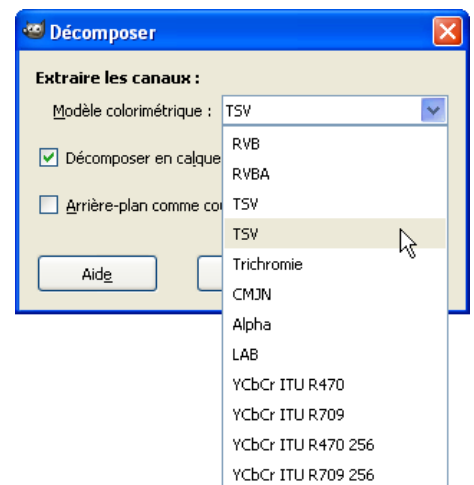 Décomposer
Extraire les canaux :
Modèle colorimétrique : TSV
Décomposer en calque
Arrière-plan comme cou
Aide
RVB
RVBA
TSV
TSV
Trichromie
CMJN
Alpha
LAB
YCbCr ITU R470
YCbCr ITU R709
YCbCr ITU R470 256
YCbCr ITU R709 256